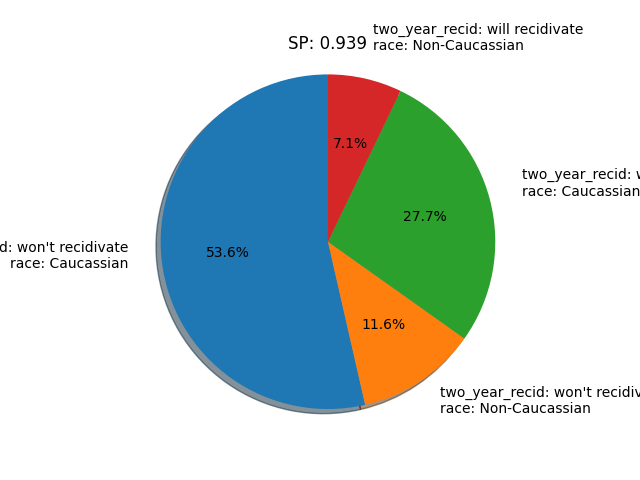 two_year_recid: will recidivate
race: Non-Caucassian
SP: 0.939
7.1%
two_year_recid:
race: Caucassian
27.7%
won't recidivate
race: Caucassian
53.6%
11.6%
two_year_recid: won't
race: Non-Caucassian